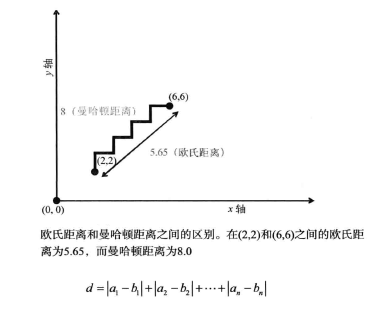 y 轴
(6,6)
8（曼哈顿距离）
(2,2)
5.65（欧氏距离）
(0, 0)
x 轴
欧氏距离和曼哈顿距离之间的区别。在(2,2)和(6,6)之间的欧氏距
离为5.65，而曼哈顿距离为8.0
d = |a₁ − b₁| + |a₂ − b₂| + ⋯ + |aₙ − bₙ|